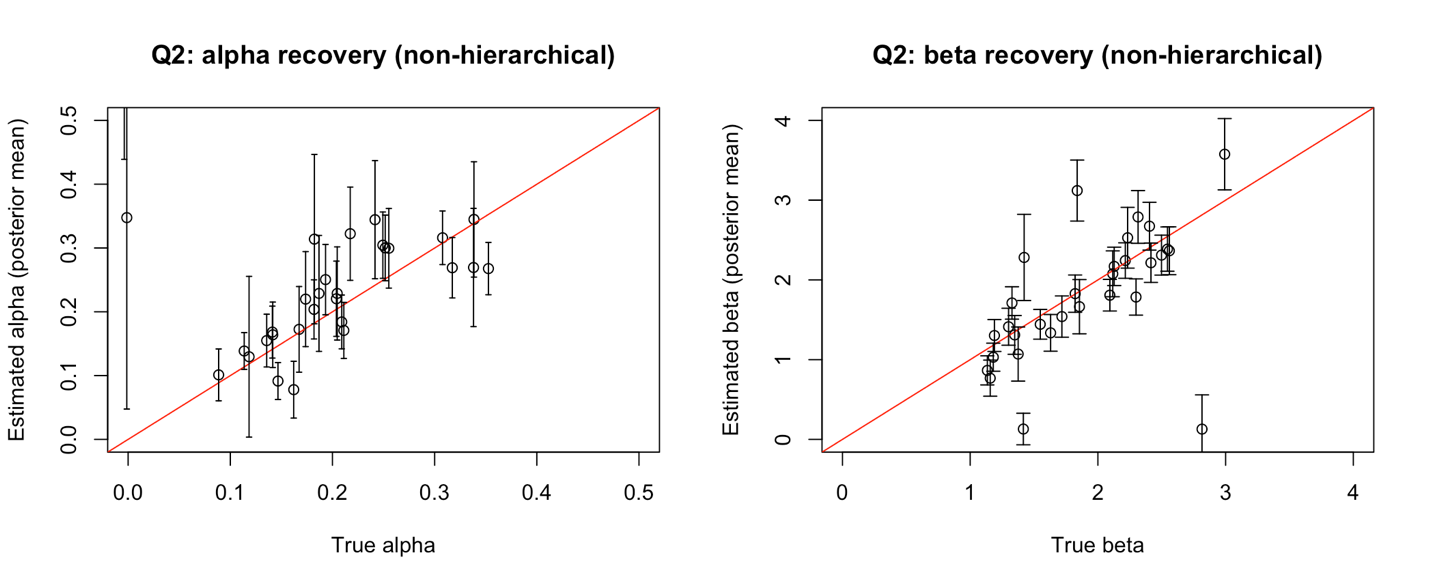 Q2: alpha recovery (non-hierarchical)
Estimated alpha (posterior mean)
0.5
0.4
0.3
0.2
0.1
0.0
0.0 0.1 0.2 0.3 0.4 0.5
True alpha
Q2: beta recovery (non-hierarchical)
Estimated beta (posterior mean)
4
3
2
1
0
0 1 2 3 4
True beta